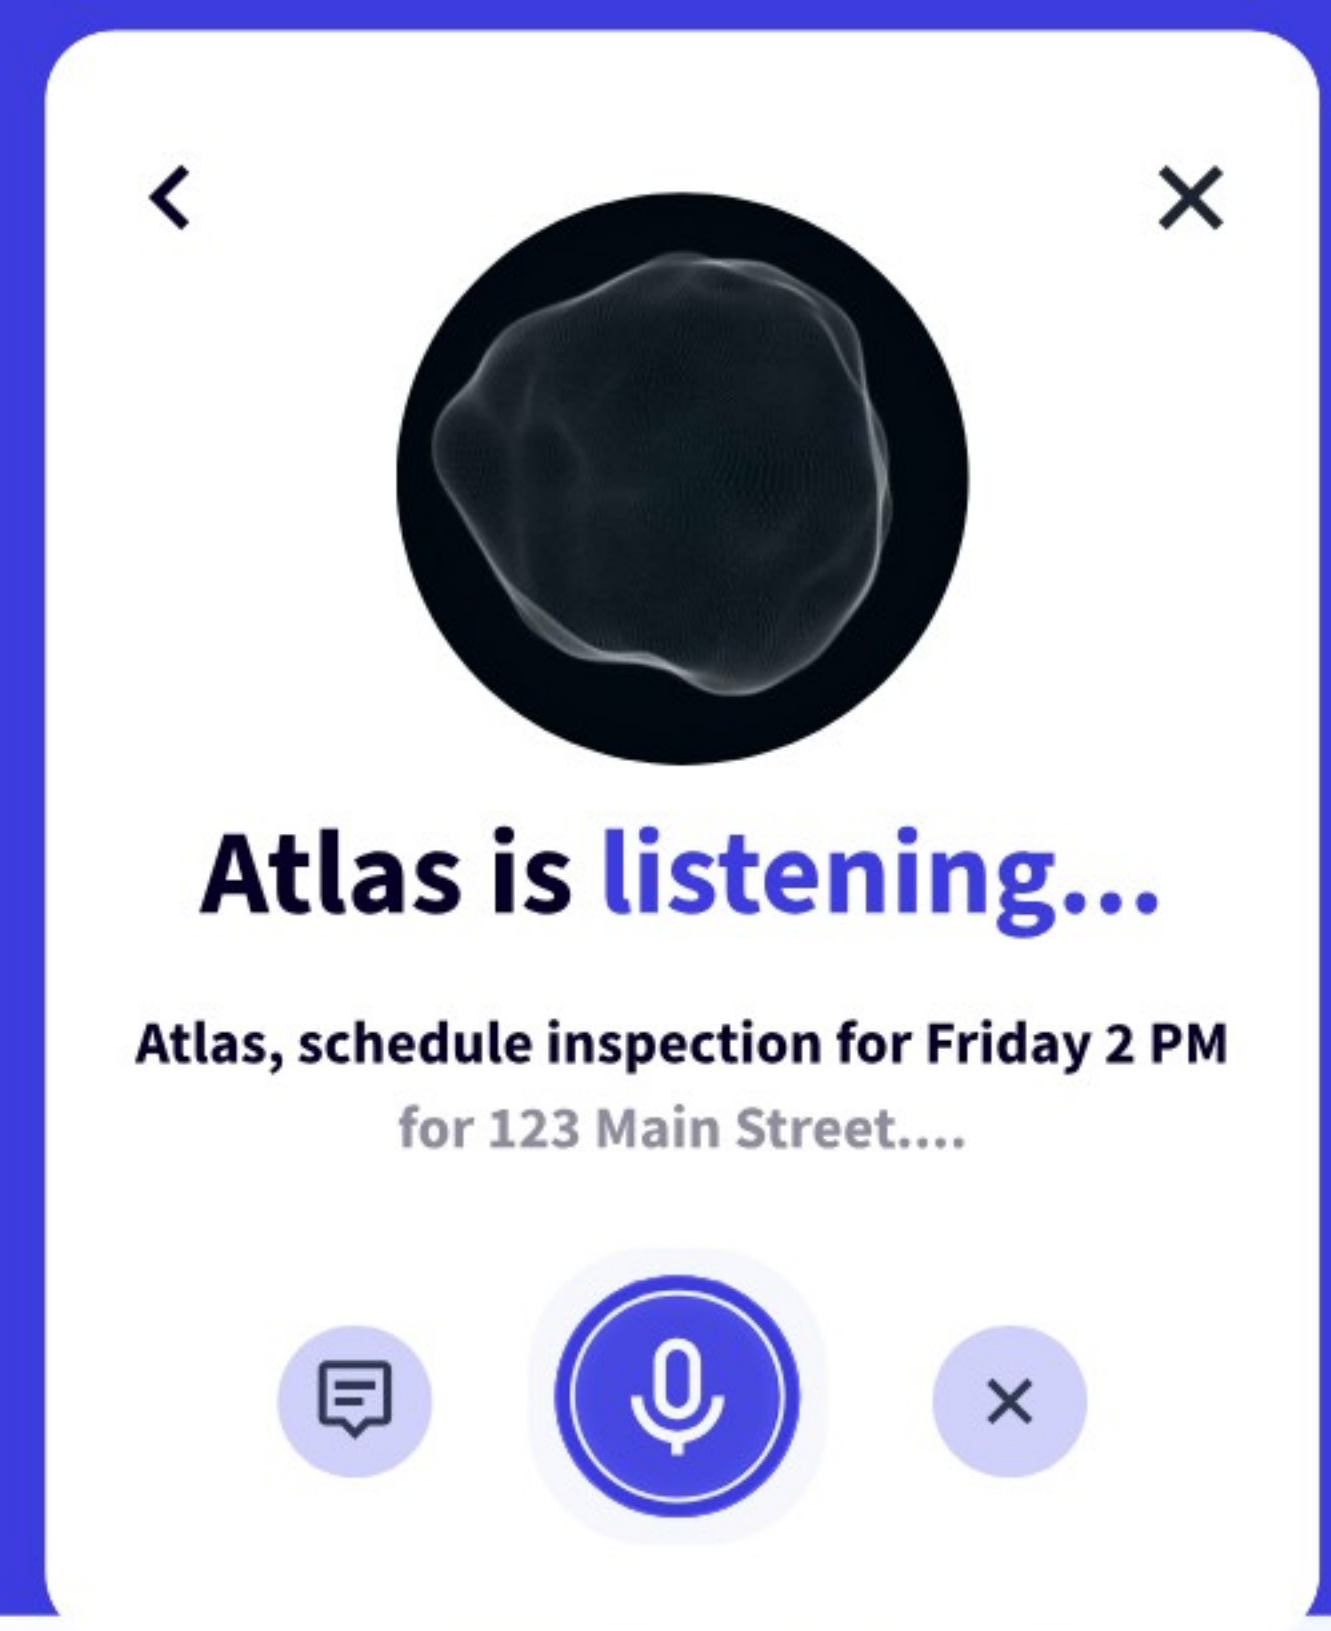 Atlas is listening...
Atlas, schedule inspection for Friday 2 PM
for 123 Main Street....